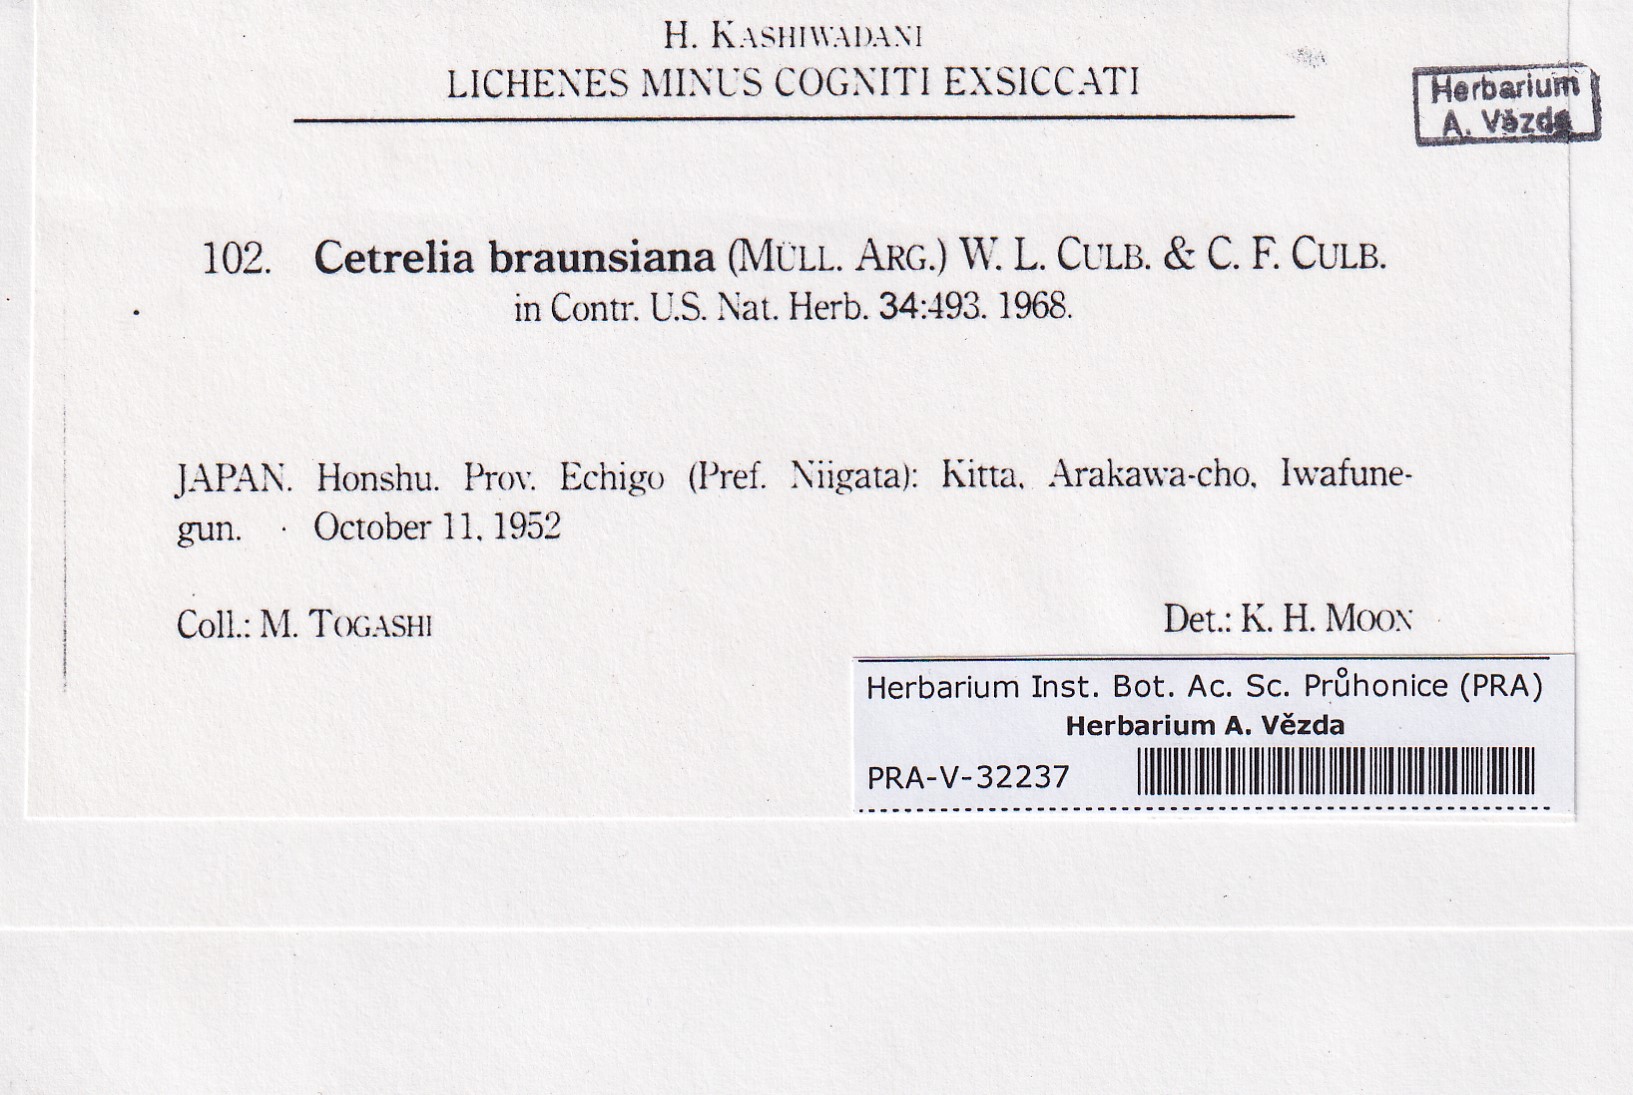 H. KASHIWADANI
LICHENES MINUS COGNITI EXSICCATI
Herbarium
A. Vězda
102. Cetrelia braunsiana (MÜLL. ARG.) W. L. CULB. & C. F. CULB.
in Contr. U.S. Nat. Herb. 34:493. 1968.
JAPAN. Honshu. Prov. Echigo (Pref. Niigata): Kitta, Arakawa-cho, Iwafune-
gun. · October 11, 1952
Coll.: M. TOGASHI
Det.: K. H. MOON
Herbarium Inst. Bot. Ac. Sc. Průhonice (PRA)
Herbarium A. Vězda
PRA-V-32237